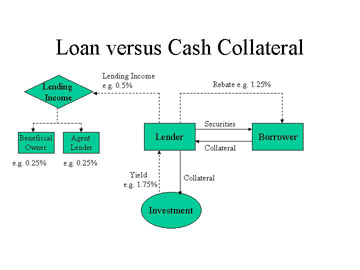 Loan versus Cash Collateral
Lending Income
e.g. 0.5%
Rebate e.g. 1.25%
Lending
Income
Securities
Beneficial
Owner
Agent
Lender
Lender
Borrower
Collateral
e.g. 0.25%
e.g. 0.25%
Yield
e.g. 1.75%
Collateral
Investment